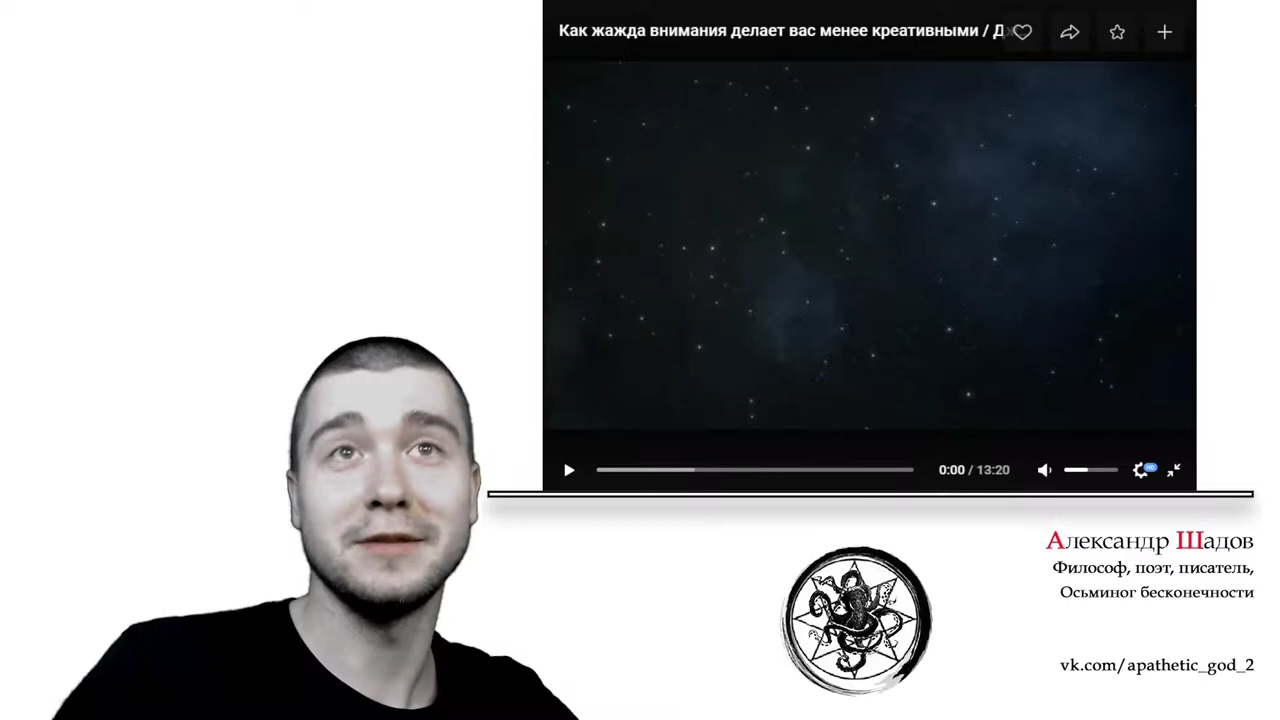 Как жажда внимания делает вас менее креативными / Д
0:00 / 13:20
HD
Александр Шадов
Философ, поэт, писатель,
Осьминог бесконечности
vk.com/apathetic_god_2